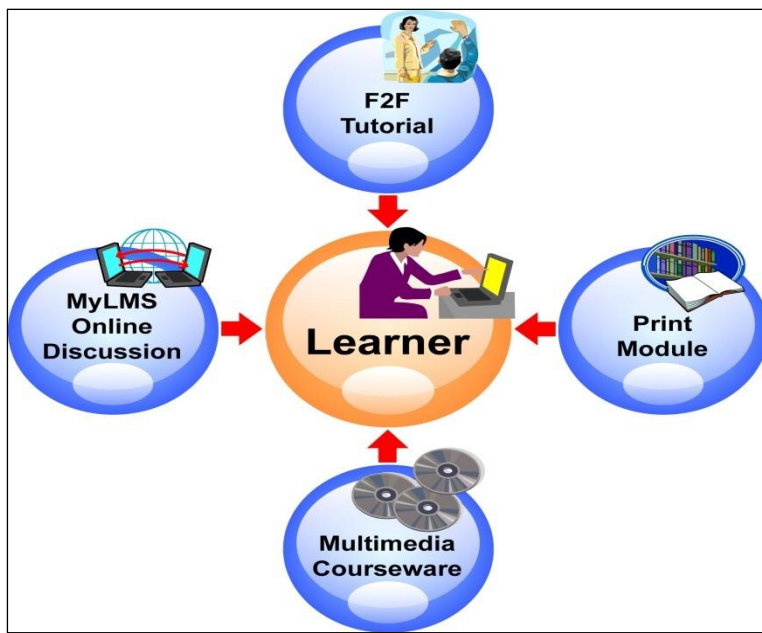 F2F
Tutorial
MyLMS
Online
Discussion
Learner
Print
Module
Multimedia
Courseware